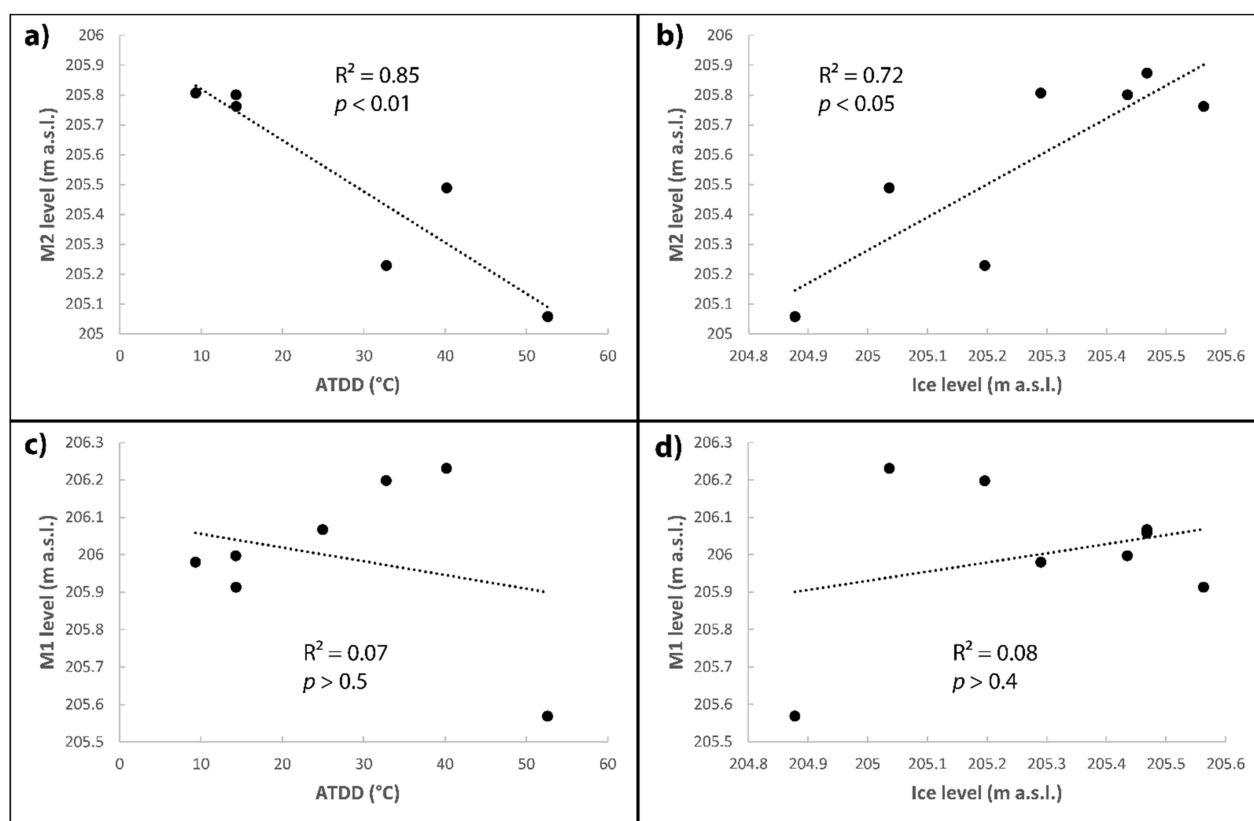 a)
R² = 0.85
p < 0.01
M2 level (m a.s.l.)
206
205.9
205.8
205.7
205.6
205.5
205.4
205.3
205.2
205.1
205
0 10 20 30 40 50 60
ATDD (°C)
b)
R² = 0.72
p < 0.05
M2 level (m a.s.l.)
206
205.9
205.8
205.7
205.6
205.5
205.4
205.3
205.2
205.1
205
204.8 204.9 205 205.1 205.2 205.3 205.4 205.5 205.6
Ice level (m a.s.l.)
c)
M1 level (m a.s.l.)
206.3
206.2
206.1
206
205.9
205.8
205.7
205.6
205.5
R² = 0.07
p > 0.5
0 10 20 30 40 50 60
ATDD (°C)
d)
M1 level (m a.s.l.)
206.3
206.2
206.1
206
205.9
205.8
205.7
205.6
205.5
R² = 0.08
p > 0.4
204.8 204.9 205 205.1 205.2 205.3 205.4 205.5 205.6
Ice level (m a.s.l.)